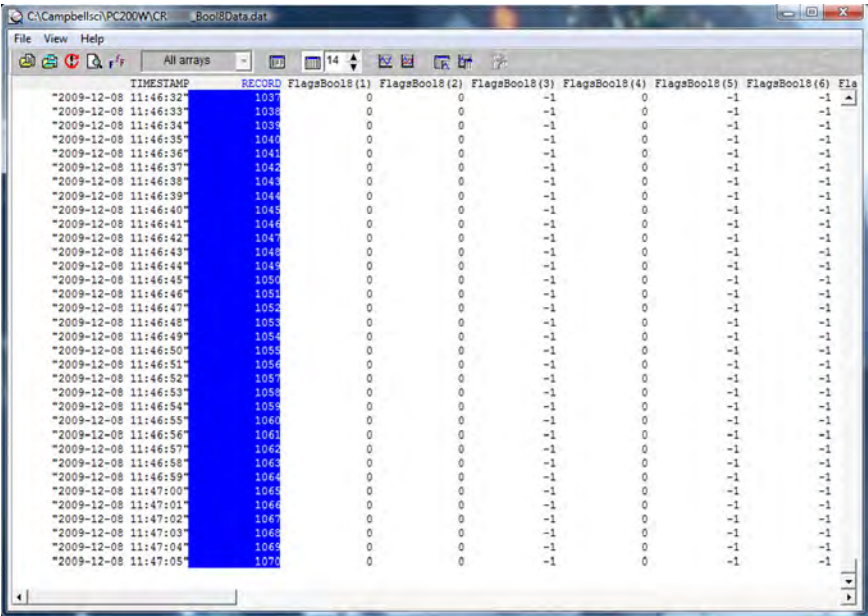 C:\Campbellsci\PC200W\CR _Bool8Data.dat
File View Help
All arrays 14
TIMESTAMP RECORD FlagsBool8(1) FlagsBool8(2) FlagsBool8(3) FlagsBool8(4) FlagsBool8(5) FlagsBool8(6) Fla
"2009-12-08 11:46:32" 1037 0 0 -1 0 -1 -1
"2009-12-08 11:46:33" 1038 0 0 -1 0 -1 -1
"2009-12-08 11:46:34" 1039 0 0 -1 0 -1 -1
"2009-12-08 11:46:35" 1040 0 0 -1 0 -1 -1
"2009-12-08 11:46:36" 1041 0 0 -1 0 -1 -1
"2009-12-08 11:46:37" 1042 0 0 -1 0 -1 -1
"2009-12-08 11:46:38" 1043 0 0 -1 0 -1 -1
"2009-12-08 11:46:39" 1044 0 0 -1 0 -1 -1
"2009-12-08 11:46:40" 1045 0 0 -1 0 -1 -1
"2009-12-08 11:46:41" 1046 0 0 -1 0 -1 -1
"2009-12-08 11:46:42" 1047 0 0 -1 0 -1 -1
"2009-12-08 11:46:43" 1048 0 0 -1 0 -1 -1
"2009-12-08 11:46:44" 1049 0 0 -1 0 -1 -1
"2009-12-08 11:46:45" 1050 0 0 -1 0 -1 -1
"2009-12-08 11:46:46" 1051 0 0 -1 0 -1 -1
"2009-12-08 11:46:47" 1052 0 0 -1 0 -1 -1
"2009-12-08 11:46:48" 1053 0 0 -1 0 -1 -1
"2009-12-08 11:46:49" 1054 0 0 -1 0 -1 -1
"2009-12-08 11:46:50" 1055 0 0 -1 0 -1 -1
"2009-12-08 11:46:51" 1056 0 0 -1 0 -1 -1
"2009-12-08 11:46:52" 1057 0 0 -1 0 -1 -1
"2009-12-08 11:46:53" 1058 0 0 -1 0 -1 -1
"2009-12-08 11:46:54" 1059 0 0 -1 0 -1 -1
"2009-12-08 11:46:55" 1060 0 0 -1 0 -1 -1
"2009-12-08 11:46:56" 1061 0 0 -1 0 -1 -1
"2009-12-08 11:46:57" 1062 0 0 -1 0 -1 -1
"2009-12-08 11:46:58" 1063 0 0 -1 0 -1 -1
"2009-12-08 11:46:59" 1064 0 0 -1 0 -1 -1
"2009-12-08 11:47:00" 1065 0 0 -1 0 -1 -1
"2009-12-08 11:47:01" 1066 0 0 -1 0 -1 -1
"2009-12-08 11:47:02" 1067 0 0 -1 0 -1 -1
"2009-12-08 11:47:03" 1068 0 0 -1 0 -1 -1
"2009-12-08 11:47:04" 1069 0 0 -1 0 -1 -1
"2009-12-08 11:47:05" 1070 0 0 -1 0 -1 -1